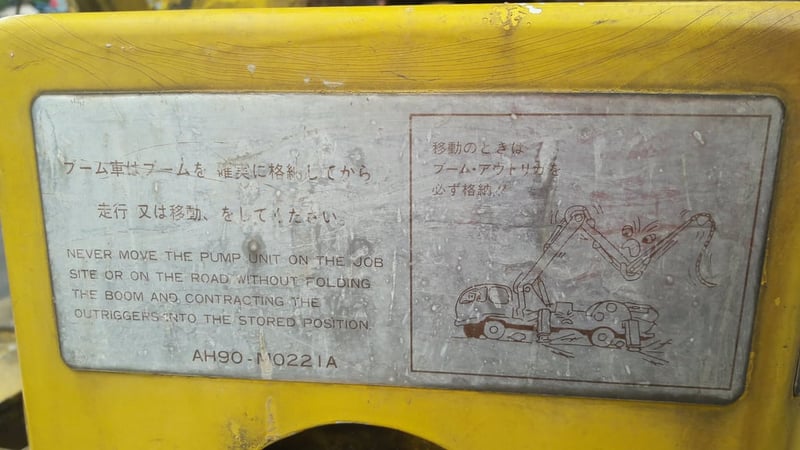 ブーム車はブームを 確実に格納してから
走行 又は移動、をしてください。
NEVER MOVE THE PUMP UNIT ON THE JOB
SITE OR ON THE ROAD WITHOUT FOLDING
THE BOOM AND CONTRACTING THE
OUTRIGGERS INTO THE STORED POSITION.
AH90-M0221A
移動のときは
ブーム・アウトリガを
必ず格納!!